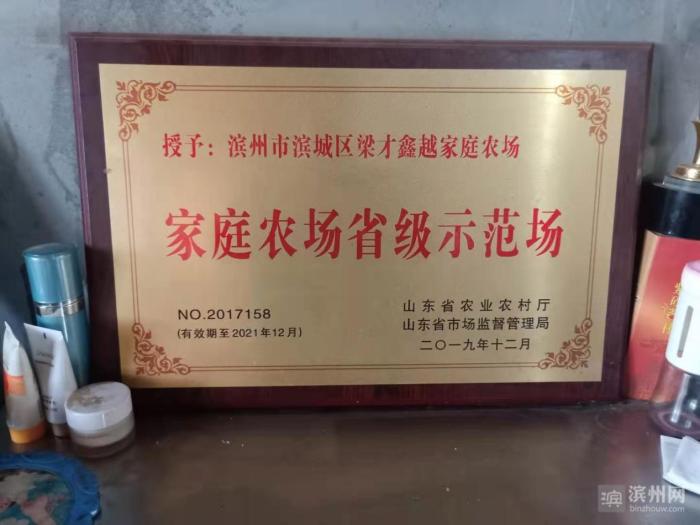 授予：滨州市滨城区梁才鑫越家庭农场
家庭农场省级示范场
NO.2017158
(有效期至2021年12月)
山东省农业农村厅
山东省市场监督管理局
二〇一九年十二月
滨 滨州网
binzhouw.com